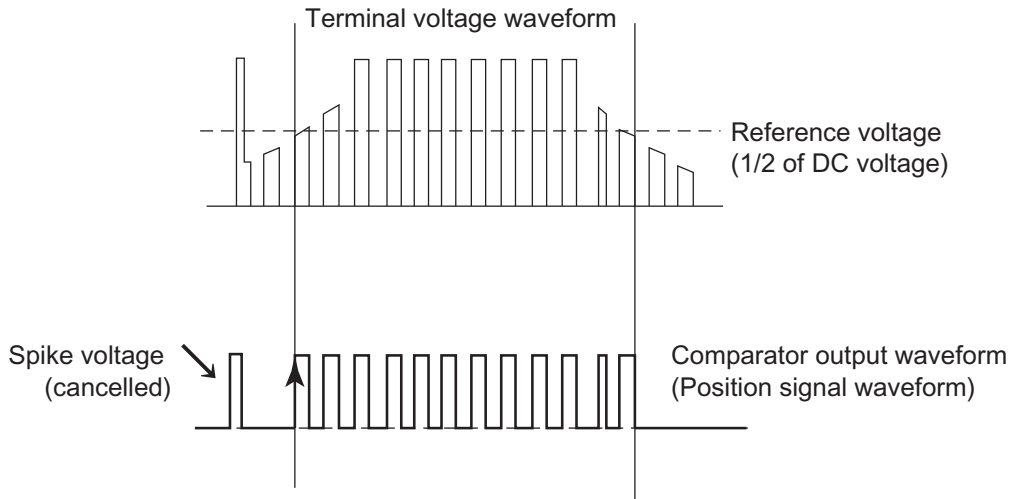 Terminal voltage waveform
Reference voltage
(1/2 of DC voltage)
Spike voltage
(cancelled)
Comparator output waveform
(Position signal waveform)